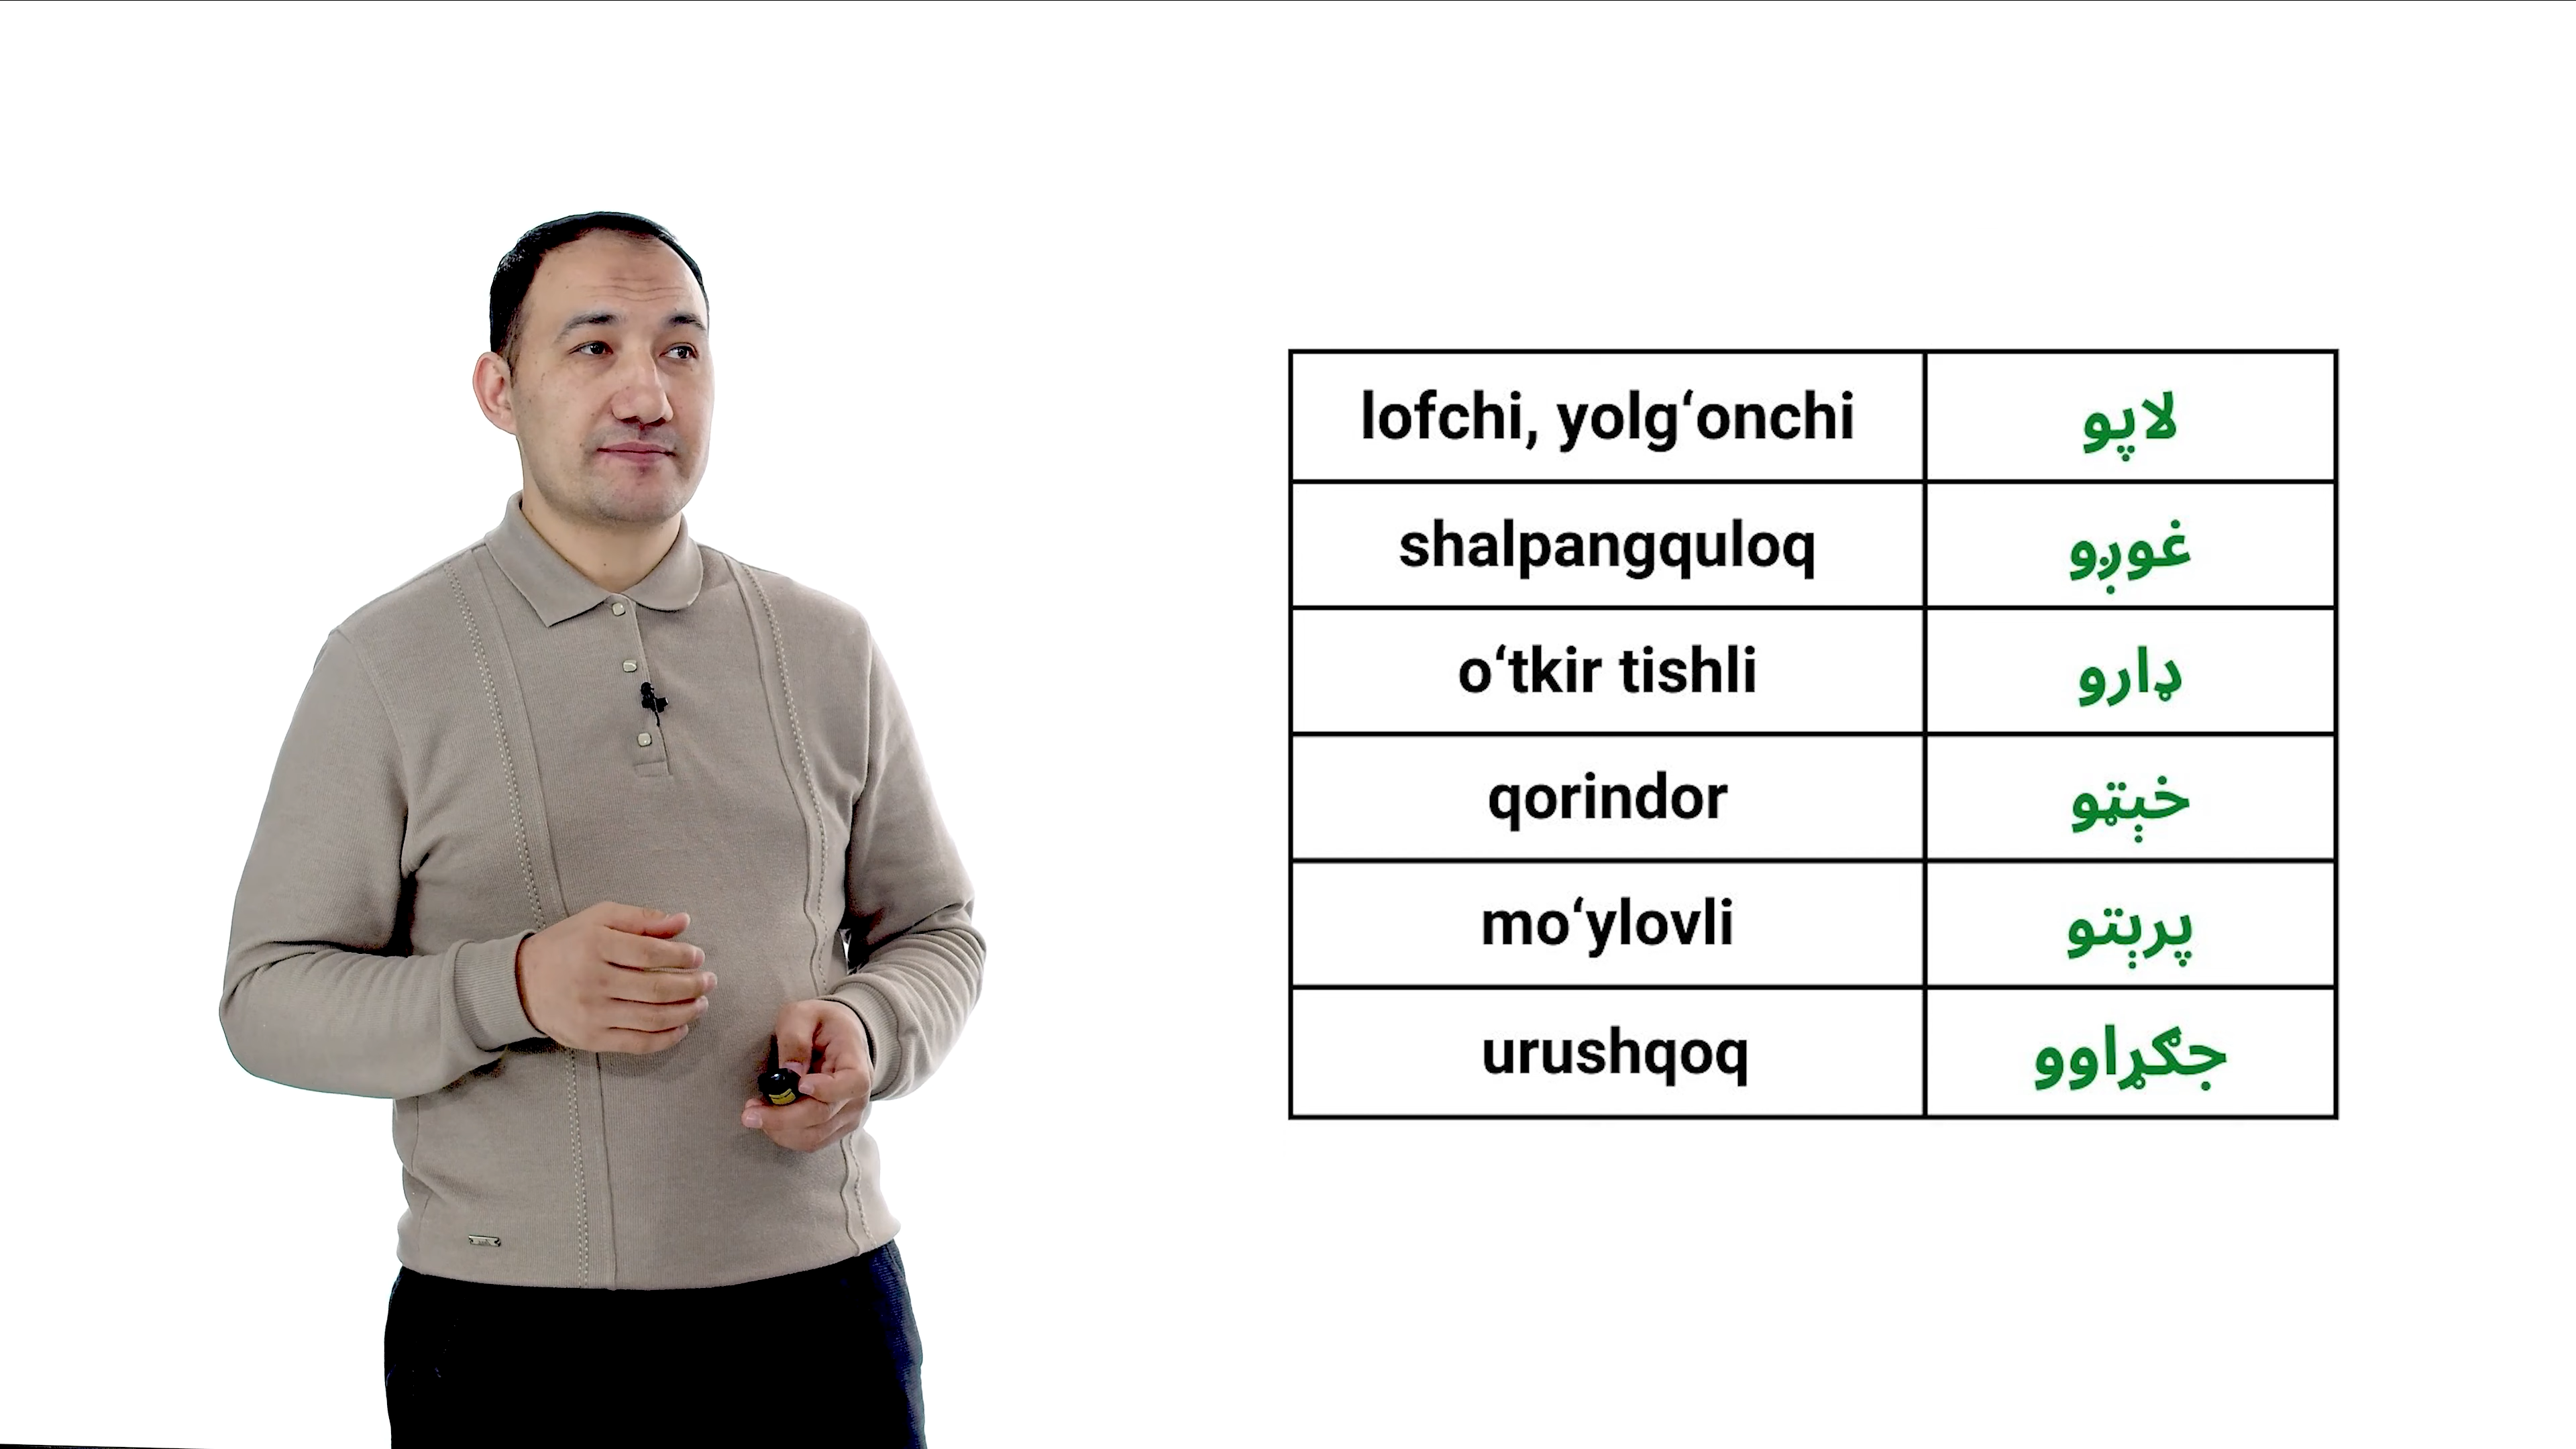 lofchi, yolg‘onchi لاپو
shalpangquloq غوږو
o‘tkir tishli ډارو
qorindor خېټو
mo‘ylovli پرېتو
urushqoq جګړاوو